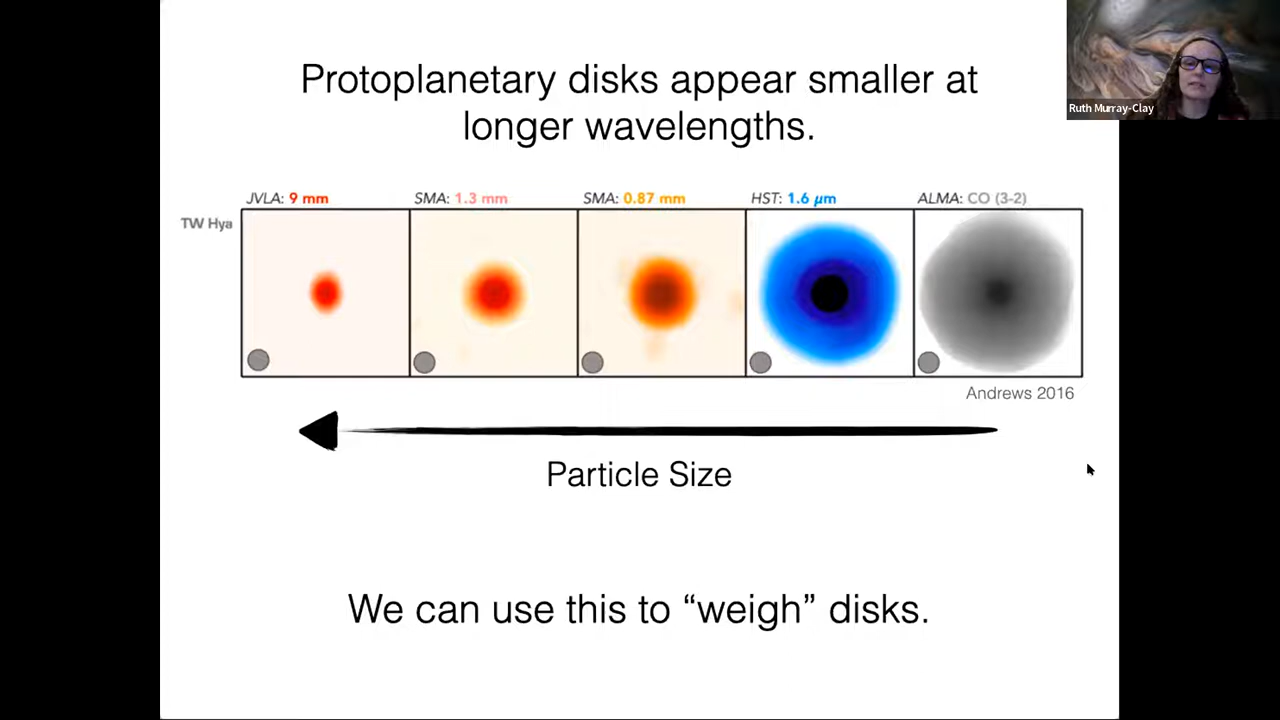 Protoplanetary disks appear smaller at
longer wavelengths.
Ruth Murray-Clay
JVLA: 9 mm
SMA: 1.3 mm
SMA: 0.87 mm
HST: 1.6 μm
ALMA: CO (3-2)
TW Hya
Andrews 2016
Particle Size
We can use this to “weigh” disks.